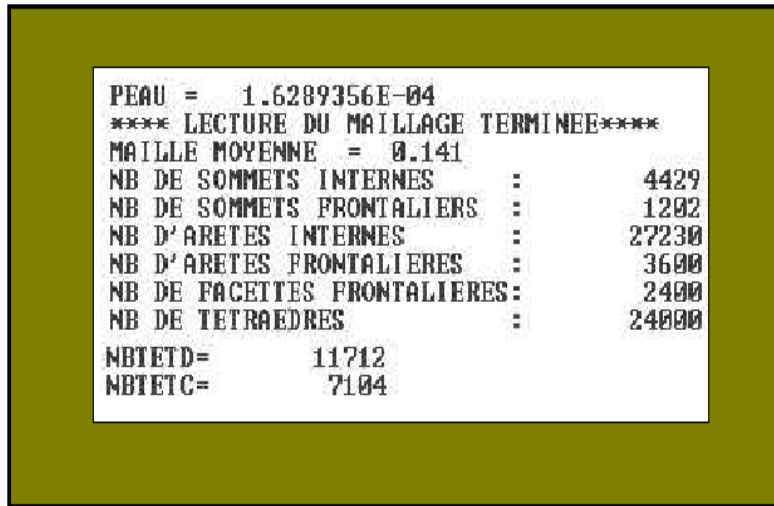 PEAU = 1.6289356E-04
**** LECTURE DU MAILLAGE TERMINEE****
MAILLE MOYENNE = 0.141
NB DE SOMMETS INTERNES : 4429
NB DE SOMMETS FRONTALIERS : 1202
NB D'ARETES INTERNES : 27230
NB D'ARETES FRONTALIERES : 3600
NB DE FACETTES FRONTALIERES: 2400
NB DE TETRAEDRES : 24000
NBTETD= 11712
NBTETC= 7104